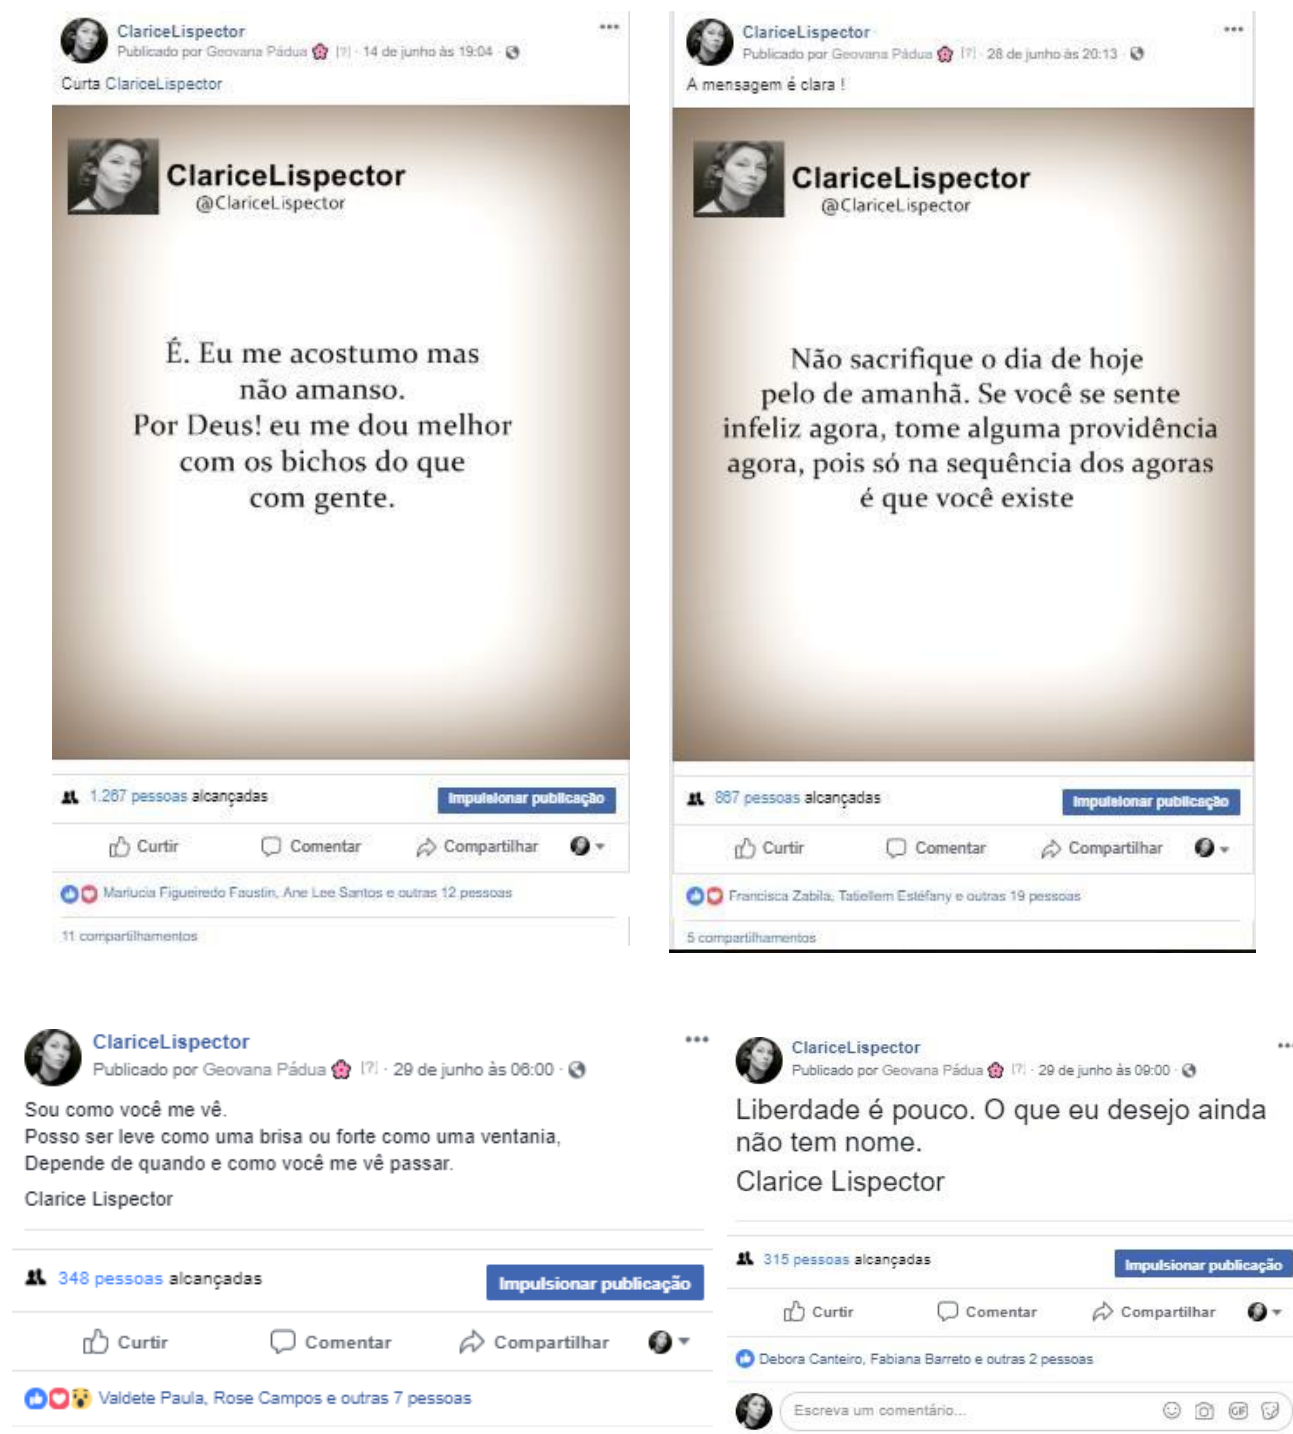 ClariceLispector
Publicado por Geovana Pádua [?] · 14 de junho às 19:04 ·
Curta ClariceLispector
ClariceLispector
@ClariceLispector
É. Eu me acostumo mas
não amanso.
Por Deus! eu me dou melhor
com os bichos do que
com gente.
1.267 pessoas alcançadas
Impulsionar publicação
Curtir Comentar Compartilhar
Marlucia Figueiredo Faustin, Ane Lee Santos e outras 12 pessoas
11 compartilhamentos
ClariceLispector
Publicado por Geovana Pádua [?] · 28 de junho às 20:13 ·
A mensagem é clara !
ClariceLispector
@ClariceLispector
Não sacrifique o dia de hoje
pelo de amanhã. Se você se sente
infeliz agora, tome alguma providência
agora, pois só na sequência dos agoras
é que você existe
867 pessoas alcançadas
Impulsionar publicação
Curtir Comentar Compartilhar
Francisca Zabila, Tatiellem Estéfany e outras 19 pessoas
5 compartilhamentos
ClariceLispector
Publicado por Geovana Pádua [?] · 29 de junho às 06:00 ·
Sou como você me vê.
Posso ser leve como uma brisa ou forte como uma ventania,
Depende de quando e como você me vê passar.
Clarice Lispector
348 pessoas alcançadas
Impulsionar publicação
Curtir Comentar Compartilhar
Valdete Paula, Rose Campos e outras 7 pessoas
ClariceLispector
Publicado por Geovana Pádua [?] · 29 de junho às 09:00 ·
Liberdade é pouco. O que eu desejo ainda
não tem nome.
Clarice Lispector
315 pessoas alcançadas
Impulsionar publicação
Curtir Comentar Compartilhar
Debora Canteiro, Fabiana Barreto e outras 2 pessoas
Escreva um comentário...
GIF